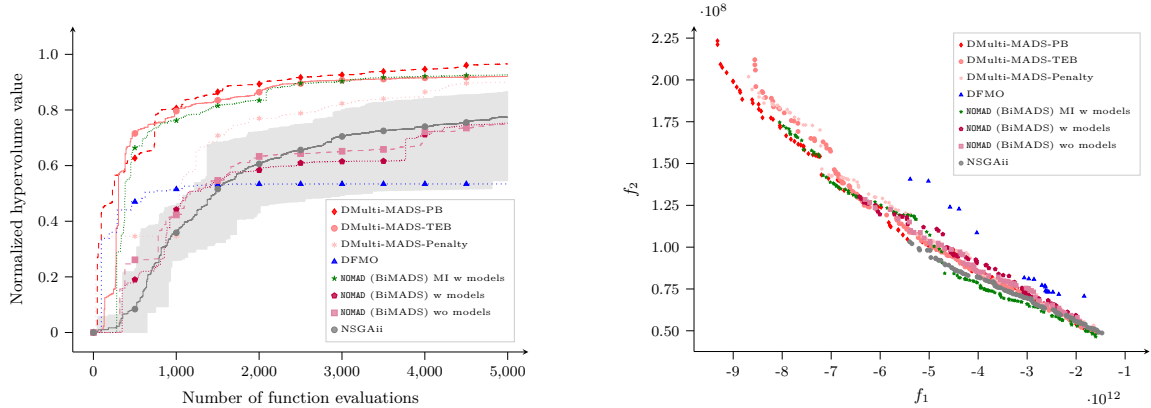 1.0
0.8
0.6
0.4
0.2
0
Normalized hypervolume value
0
1,000
2,000
3,000
4,000
5,000
Number of function evaluations
DMulti-MADS-PB
DMulti-MADS-TEB
DMulti-MADS-Penalty
DFMO
NOMAD (BiMADS) MI w models
NOMAD (BiMADS) w models
NOMAD (BiMADS) wo models
NSGAii
·10⁸
2.25
2.00
1.75
1.50
1.25
1.00
0.75
0.50
f₂
-9
-8
-7
-6
-5
-4
-3
-2
-1
f₁
·10¹²
DMulti-MADS-PB
DMulti-MADS-TEB
DMulti-MADS-Penalty
DFMO
NOMAD (BiMADS) MI w models
NOMAD (BiMADS) w models
NOMAD (BiMADS) wo models
NSGAii